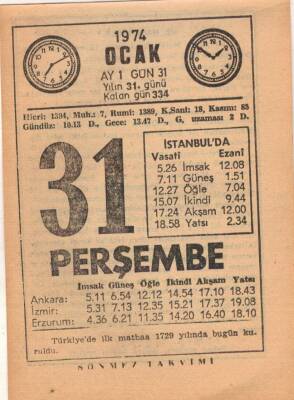 1974
OCAK
AY 1 GÜN 31
Yılın 31. günü
Kalan gün 334
Hicri: 1394, Muh.: 7, Rumi: 1389, K.Sani: 18, Kasım: 85
Gündüz: 10.13 D., Gece: 13.47 D., G, uzaması 2 D.
31
İSTANBUL'DA
Vasati Ezanî
5.26 İmsak 12.08
7.11 Güneş 1.51
12.27 Öğle 7.04
15.07 İkindi 9.44
17.24 Akşam 12.00
18.58 Yatsı 2.34
PERŞEMBE
İmsak Güneş Öğle İkindi Akşam Yatsı
Ankara: 5.11 6.54 12.12 14.54 17.10 18.43
İzmir: 5.31 7.13 12.35 15.21 17.37 19.08
Erzurum: 4.36 6.21 11.35 14.20 16.40 18.10
Türkiye'de ilk matbaa 1729 yılında bugün ku.
ruldu.
SÖNMEZ TAKVİMİ